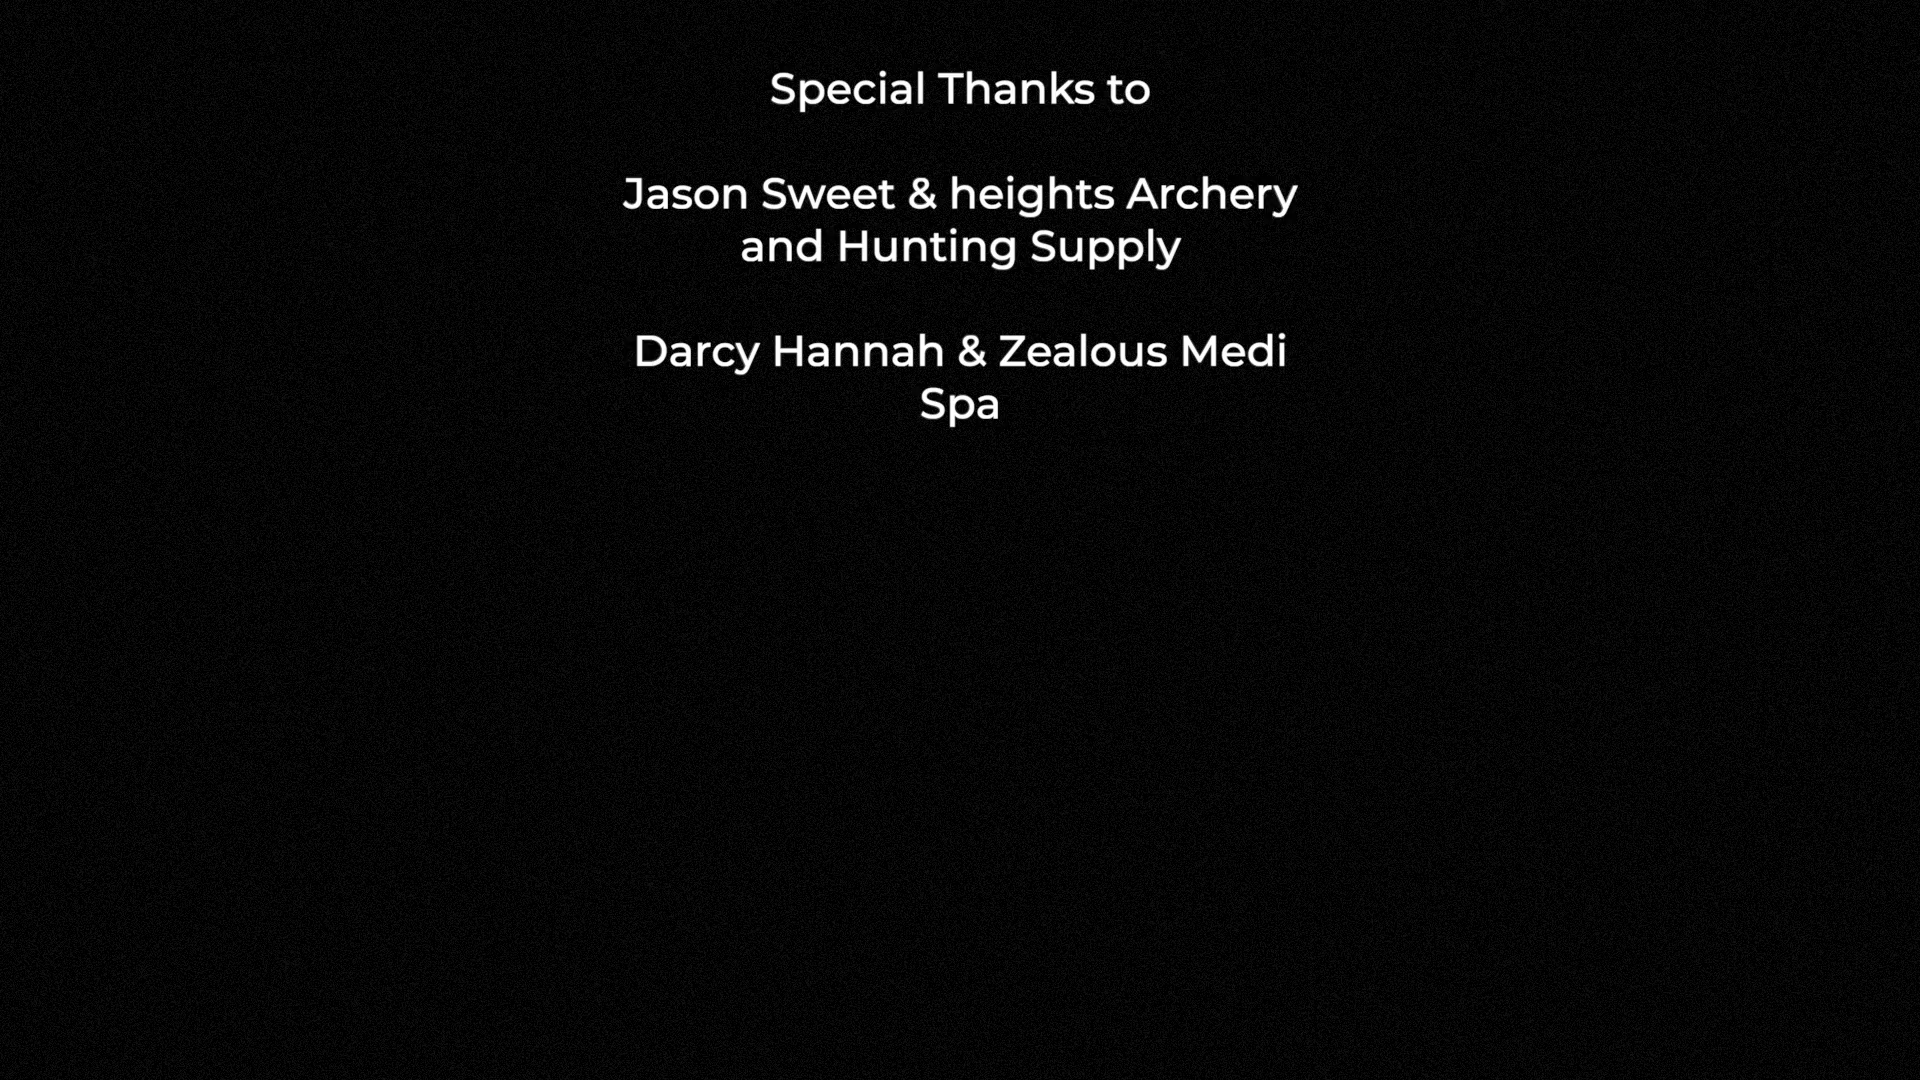 Special Thanks to
Jason Sweet & heights Archery
and Hunting Supply
Darcy Hannah & Zealous Medi
Spa